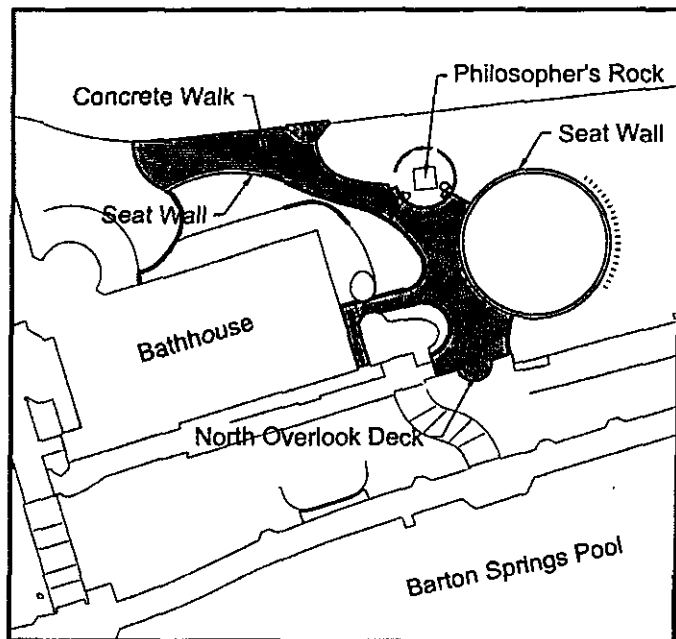 Philosopher's Rock
Concrete Walk
Seat Wall
Seat Wall
Bathhouse
North Overlook Deck
Barton Springs Pool